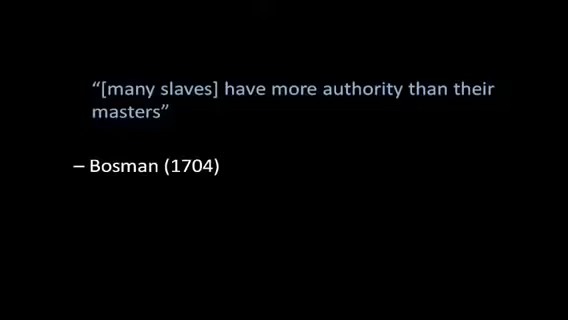 “[many slaves] have more authority than their
masters”
– Bosman (1704)